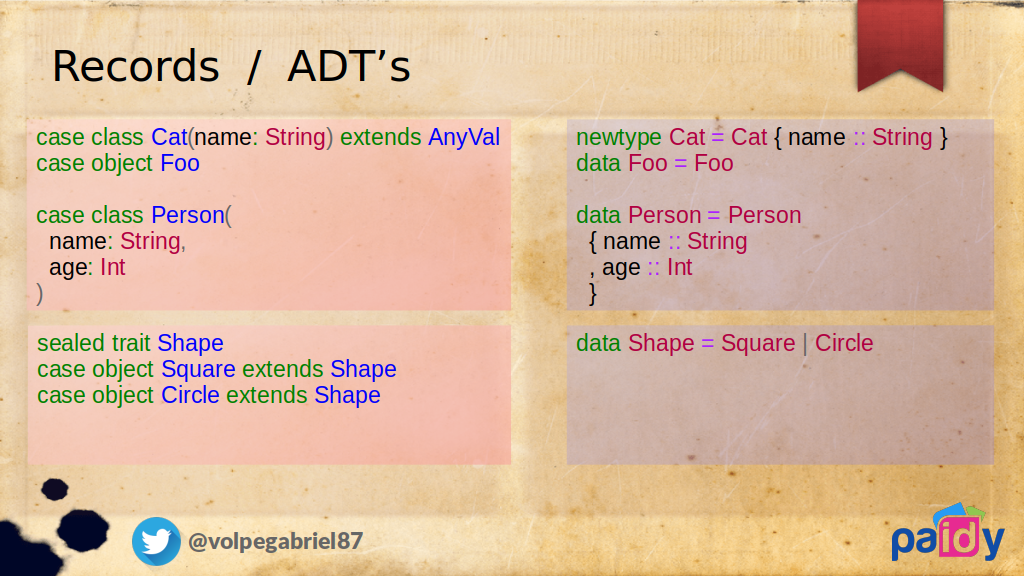 Records / ADT’s
case class Cat(name: String) extends AnyVal
case object Foo
case class Person(
name: String,
age: Int
)
newtype Cat = Cat { name :: String }
data Foo = Foo
data Person = Person
{ name :: String
, age :: Int
}
sealed trait Shape
case object Square extends Shape
case object Circle extends Shape
data Shape = Square | Circle
@volpegabriel87
paidy